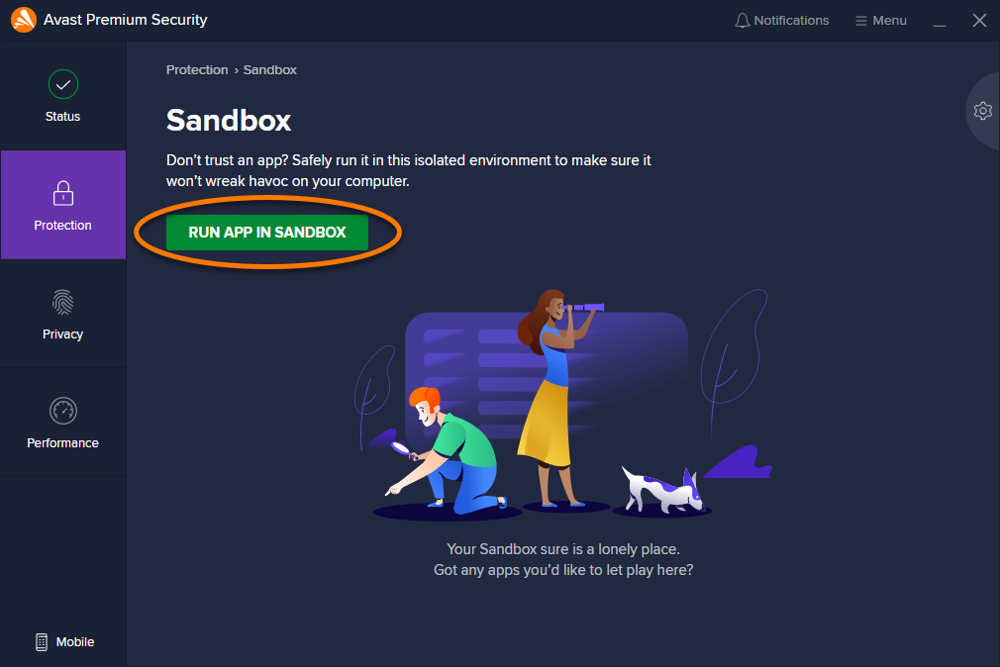 Avast Premium Security
Notifications
Menu
Status
Protection
Privacy
Performance
Mobile
Protection › Sandbox
Sandbox
Don’t trust an app? Safely run it in this isolated environment to make sure it
won’t wreak havoc on your computer.
RUN APP IN SANDBOX
Your Sandbox sure is a lonely place.
Got any apps you’d like to let play here?